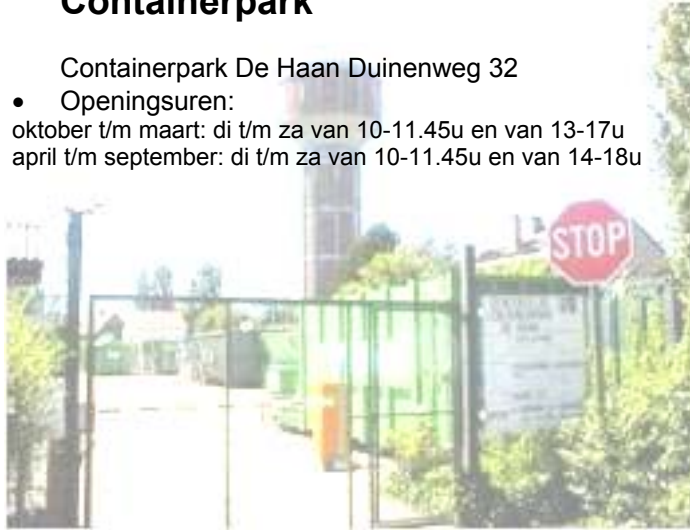 Containerpark
Containerpark De Haan Duinenweg 32
• Openingsuren:
oktober t/m maart: di t/m za van 10-11.45u en van 13-17u
april t/m september: di t/m za van 10-11.45u en van 14-18u
STOP